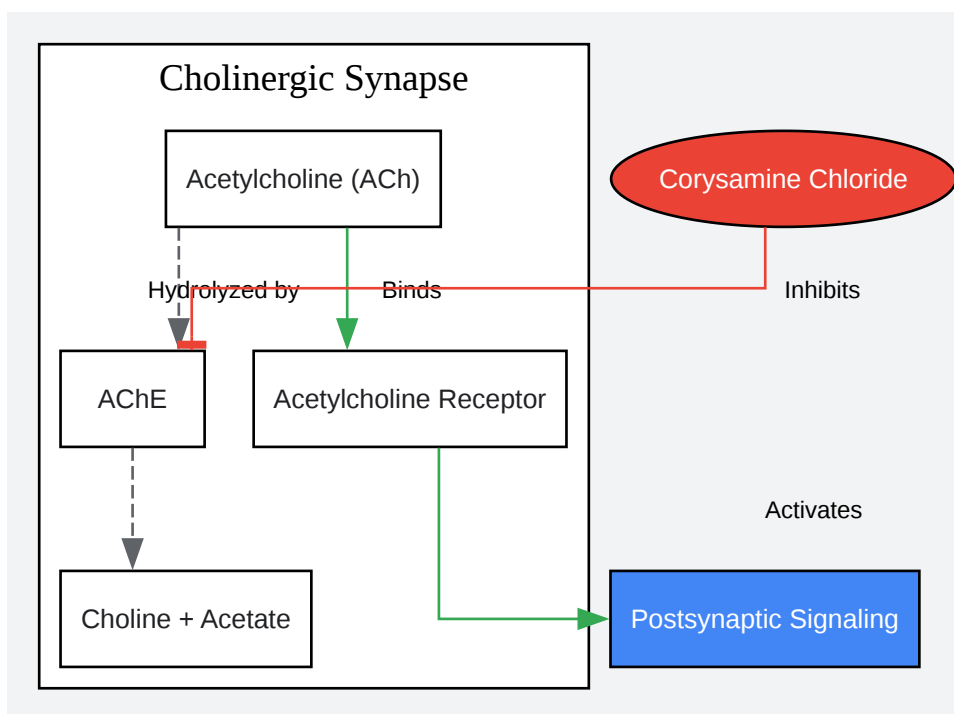 Cholinergic Synapse
Acetylcholine (ACh)
Corysamine Chloride
Hydrolyzed by
Binds
Inhibits
AChE
Acetylcholine Receptor
Activates
Choline + Acetate
Postsynaptic Signaling